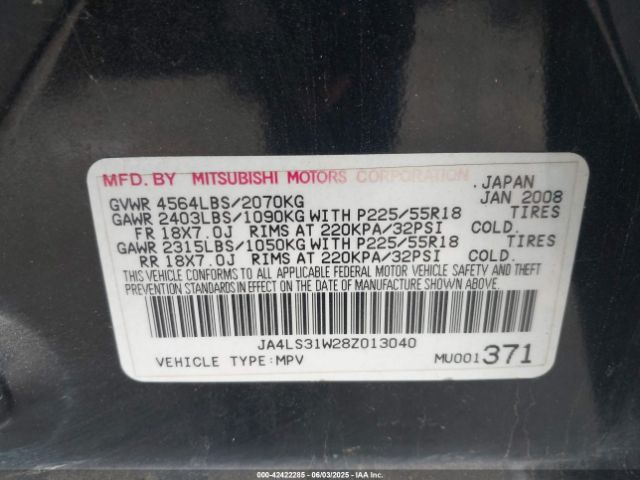 MFD. BY MITSUBISHI MOTORS CORPORATION. JAPAN
GVWR 4564LBS/2070KG JAN 2008
GAWR 2403LBS/1090KG WITH P225/55R18 TIRES
FR 18X7.0J RIMS AT 220KPA/32PSI COLD.
GAWR 2315LBS/1050KG WITH P225/55R18 TIRES
RR 18X7.0J RIMS AT 220KPA/32PSI COLD.
THIS VEHICLE CONFORMS TO ALL APPLICABLE FEDERAL MOTOR VEHICLE SAFETY AND THEFT
PREVENTION STANDARDS IN EFFECT ON THE DATE OF MANUFACTURE SHOWN ABOVE.
JA4LS31W28Z013040
VEHICLE TYPE:MPV MU001371
000-42422285 - 06/03/2025 - IAAI.COM